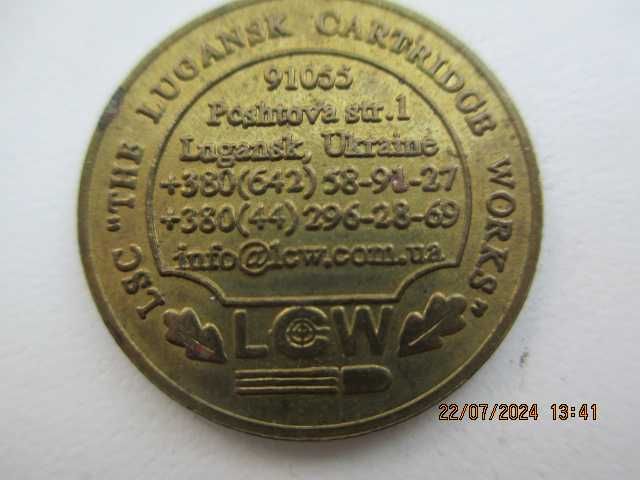 LSC "THE LUGANSK CARTRIDGE WORKS"
91055
Poshtova str.1
Lugansk, Ukraine
+380(642)58-91-27
+380(44)296-28-69
info@lcw.com.ua
LCW
22/07/2024 13:41